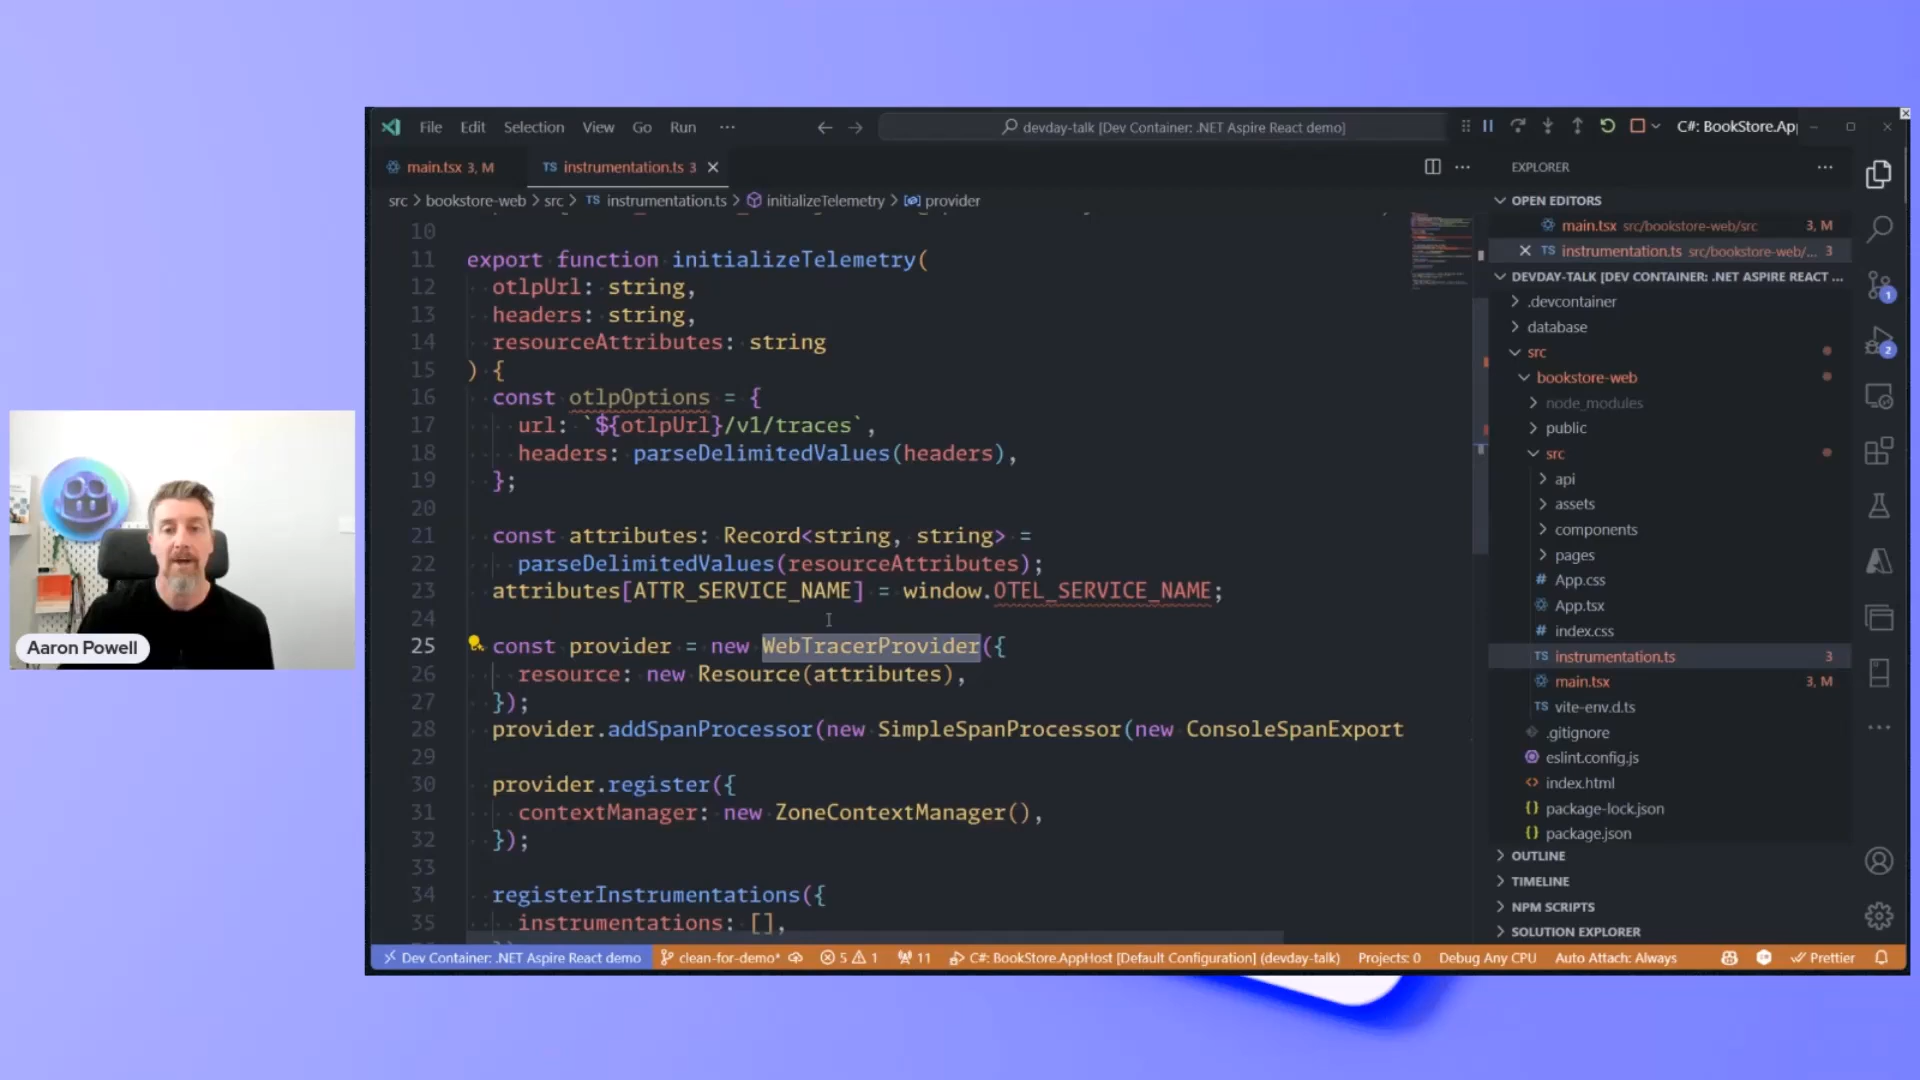 File Edit Selection View Go Run ···
devday-talk [Dev Container: .NET Aspire React demo]
C#: BookStore.Ap
main.tsx 3, M
TS instrumentation.ts 3
src > bookstore-web > src > TS instrumentation.ts > initializeTelemetry > provider
10
11 export function initializeTelemetry(
12 otlpUrl: string,
13 headers: string,
14 resourceAttributes: string
15 ) {
16 const otlpOptions = {
17 url: `${otlpUrl}/v1/traces`,
18 headers: parseDelimitedValues(headers),
19 };
20
21 const attributes: Record<string, string> =
22 parseDelimitedValues(resourceAttributes);
23 attributes[ATTR_SERVICE_NAME] = window.OTEL_SERVICE_NAME;
24
25 const provider = new WebTracerProvider({
26 resource: new Resource(attributes),
27 });
28 provider.addSpanProcessor(new SimpleSpanProcessor(new ConsoleSpanExport
29
30 provider.register({
31 contextManager: new ZoneContextManager(),
32 });
33
34 registerInstrumentations({
35 instrumentations: [],
EXPLORER
OPEN EDITORS
main.tsx src/bookstore-web/src 3, M
TS instrumentation.ts src/bookstore-web/... 3
DEVDAY-TALK [DEV CONTAINER: .NET ASPIRE REACT ...
.devcontainer
database
src
bookstore-web
node_modules
public
src
api
assets
components
pages
# App.css
App.tsx
# index.css
TS instrumentation.ts 3
main.tsx 3, M
TS vite-env.d.ts
.gitignore
eslint.config.js
<> index.html
{} package-lock.json
{} package.json
OUTLINE
TIMELINE
NPM SCRIPTS
SOLUTION EXPLORER
1
2
Aaron Powell
Dev Container: .NET Aspire React demo
clean-for-demo*
5 1
11
C#: BookStore.AppHost [Default Configuration] (devday-talk)
Projects: 0
Debug Any CPU
Auto Attach: Always
Prettier